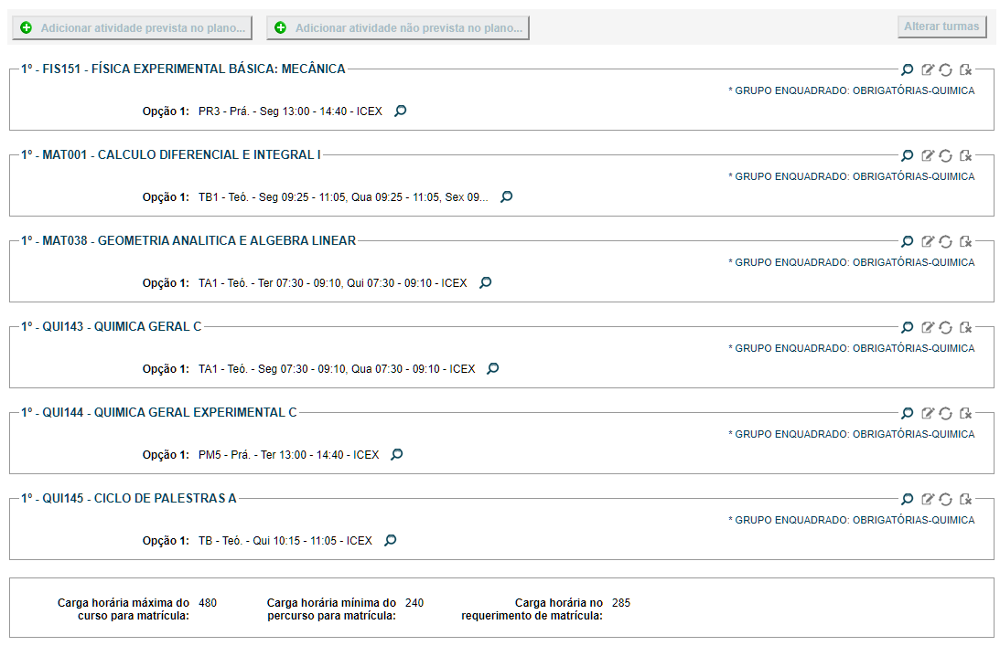 Adicionar atividade prevista no plano... Adicionar atividade não prevista no plano... Alterar turmas
1º - FIS151 - FÍSICA EXPERIMENTAL BÁSICA: MECÂNICA
* GRUPO ENQUADRADO: OBRIGATÓRIAS-QUIMICA
Opção 1: PR3 - Prá. - Seg 13:00 - 14:40 - ICEX
1º - MAT001 - CALCULO DIFERENCIAL E INTEGRAL I
* GRUPO ENQUADRADO: OBRIGATÓRIAS-QUIMICA
Opção 1: TB1 - Teó. - Seg 09:25 - 11:05, Qua 09:25 - 11:05, Sex 09...
1º - MAT038 - GEOMETRIA ANALITICA E ALGEBRA LINEAR
* GRUPO ENQUADRADO: OBRIGATÓRIAS-QUIMICA
Opção 1: TA1 - Teó. - Ter 07:30 - 09:10, Qui 07:30 - 09:10 - ICEX
1º - QUI143 - QUIMICA GERAL C
* GRUPO ENQUADRADO: OBRIGATÓRIAS-QUIMICA
Opção 1: TA1 - Teó. - Seg 07:30 - 09:10, Qua 07:30 - 09:10 - ICEX
1º - QUI144 - QUIMICA GERAL EXPERIMENTAL C
* GRUPO ENQUADRADO: OBRIGATÓRIAS-QUIMICA
Opção 1: PM5 - Prá. - Ter 13:00 - 14:40 - ICEX
1º - QUI145 - CICLO DE PALESTRAS A
* GRUPO ENQUADRADO: OBRIGATÓRIAS-QUIMICA
Opção 1: TB - Teó. - Qui 10:15 - 11:05 - ICEX
Carga horária máxima do 480 Carga horária mínima do 240 Carga horária no 285
curso para matrícula: percurso para matrícula: requerimento de matrícula: